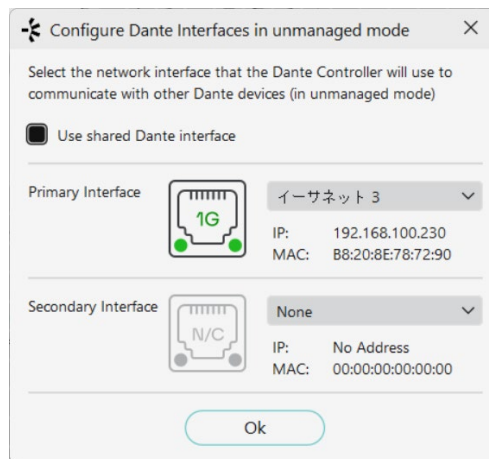 Configure Dante Interfaces in unmanaged mode
Select the network interface that the Dante Controller will use to
communicate with other Dante devices (in unmanaged mode)
Use shared Dante interface
Primary Interface
1G
イーサネット 3
IP: 192.168.100.230
MAC: B8:20:8E:78:72:90
Secondary Interface
N/C
None
IP: No Address
MAC: 00:00:00:00:00:00
Ok